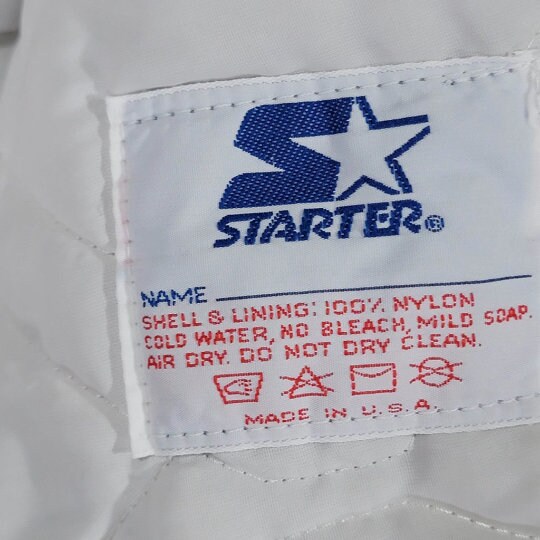 STARTER®
NAME
SHELL & LINING: 100% NYLON
COLD WATER, NO BLEACH, MILD SOAP.
AIR DRY. DO NOT DRY CLEAN.
MADE IN U.S.A.